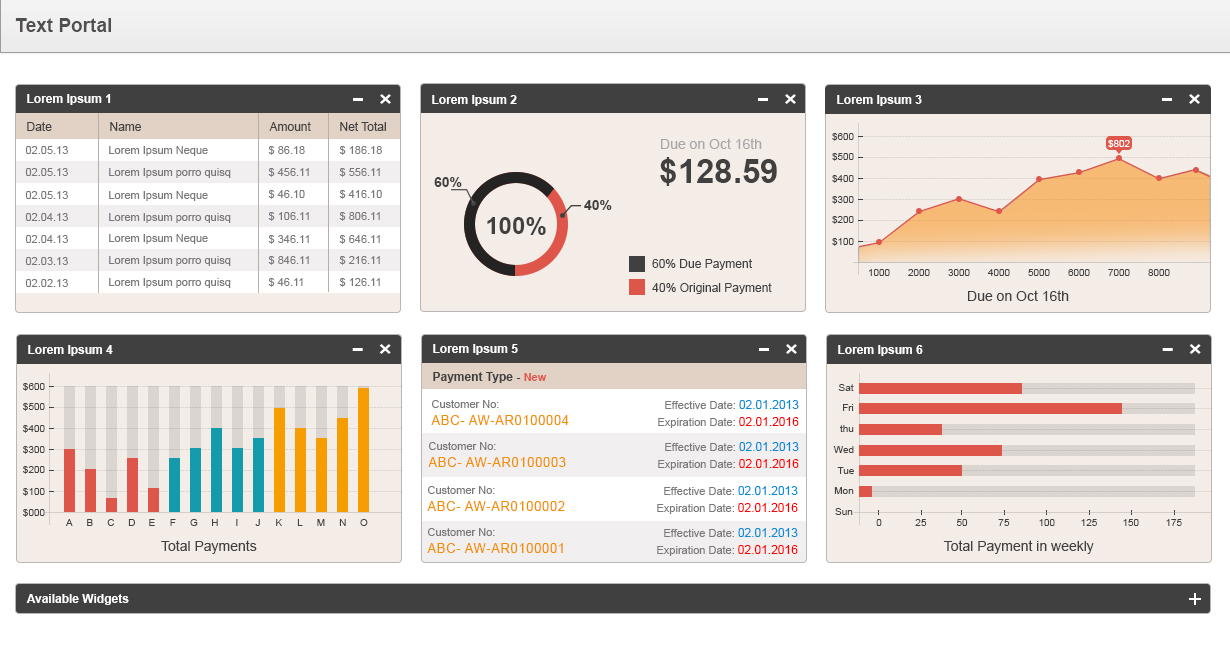 Text Portal
Lorem Ipsum 1
Date Name Amount Net Total
02.05.13 Lorem Ipsum Neque $ 86.18 $ 186.18
02.05.13 Lorem Ipsum porro quisq $ 456.11 $ 556.11
02.05.13 Lorem Ipsum Neque $ 46.10 $ 416.10
02.04.13 Lorem Ipsum porro quisq $ 106.11 $ 806.11
02.04.13 Lorem Ipsum Neque $ 346.11 $ 646.11
02.03.13 Lorem Ipsum porro quisq $ 846.11 $ 216.11
02.02.13 Lorem Ipsum porro quisq $ 46.11 $ 126.11
Lorem Ipsum 2
Due on Oct 16th
$128.59
60%
40%
100%
60% Due Payment
40% Original Payment
Lorem Ipsum 3
$600
$500
$400
$300
$200
$100
$802
1000 2000 3000 4000 5000 6000 7000 8000
Due on Oct 16th
Lorem Ipsum 4
$600
$500
$400
$300
$200
$100
$000
A B C D E F G H I J K L M N O
Total Payments
Lorem Ipsum 5
Payment Type - New
Customer No: Effective Date: 02.01.2013
ABC- AW-AR0100004 Expiration Date: 02.01.2016
Customer No: Effective Date: 02.01.2013
ABC- AW-AR0100003 Expiration Date: 02.01.2016
Customer No: Effective Date: 02.01.2013
ABC- AW-AR0100002 Expiration Date: 02.01.2016
Customer No: Effective Date: 02.01.2013
ABC- AW-AR0100001 Expiration Date: 02.01.2016
Lorem Ipsum 6
Sat
Fri
thu
Wed
Tue
Mon
Sun
0 25 50 75 100 125 150 175
Total Payment in weekly
Available Widgets